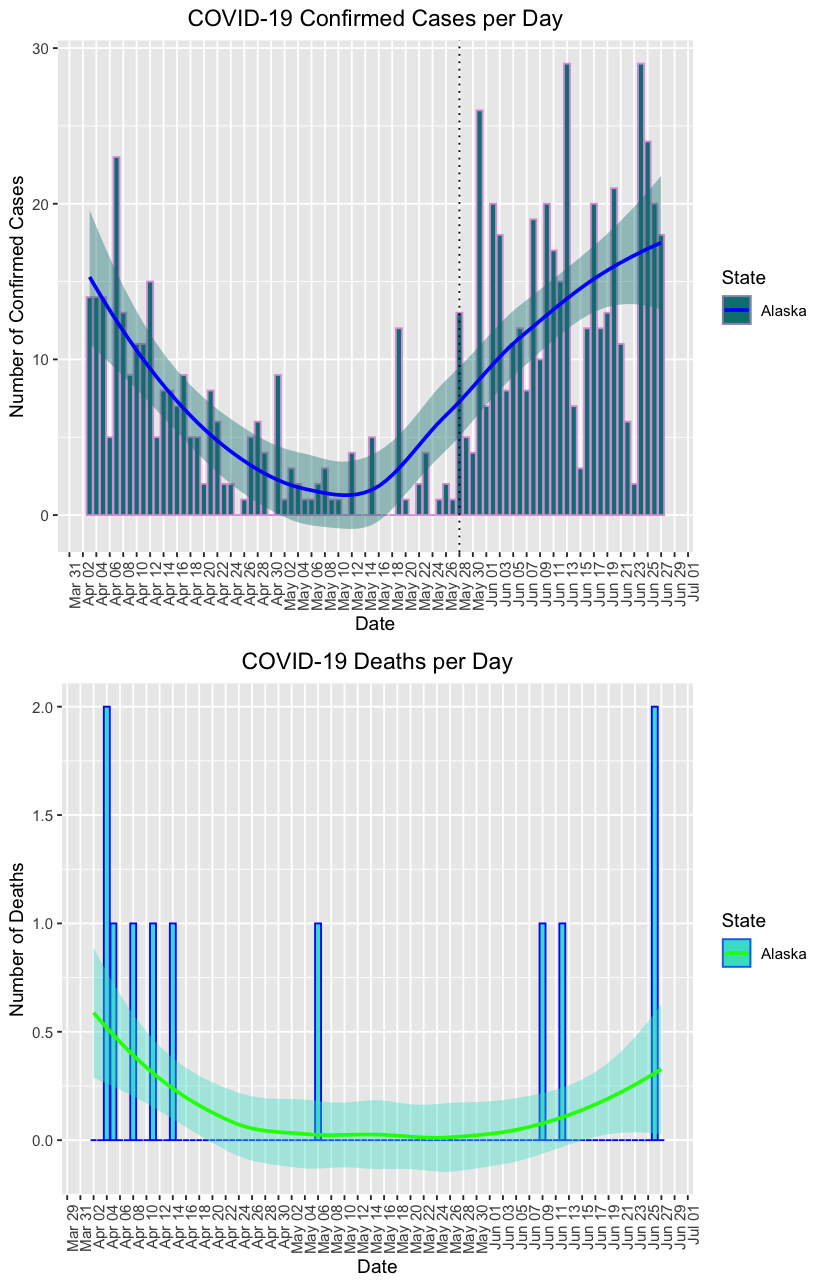 COVID-19 Confirmed Cases per Day
30
20
10
0
Number of Confirmed Cases
Mar 31
Apr 02
Apr 04
Apr 06
Apr 08
Apr 10
Apr 12
Apr 14
Apr 16
Apr 18
Apr 20
Apr 22
Apr 24
Apr 26
Apr 28
Apr 30
May 02
May 04
May 06
May 08
May 10
May 12
May 14
May 16
May 18
May 20
May 22
May 24
May 26
May 28
May 30
Jun 01
Jun 03
Jun 05
Jun 07
Jun 09
Jun 11
Jun 13
Jun 15
Jun 17
Jun 19
Jun 21
Jun 23
Jun 25
Jun 27
Jun 29
Jul 01
Date
State
Alaska
COVID-19 Deaths per Day
2.0
1.5
1.0
0.5
0.0
Number of Deaths
Mar 29
Mar 31
Apr 02
Apr 04
Apr 06
Apr 08
Apr 10
Apr 12
Apr 14
Apr 16
Apr 18
Apr 20
Apr 22
Apr 24
Apr 26
Apr 28
Apr 30
May 02
May 04
May 06
May 08
May 10
May 12
May 14
May 16
May 18
May 20
May 22
May 24
May 26
May 28
May 30
Jun 01
Jun 03
Jun 05
Jun 07
Jun 09
Jun 11
Jun 13
Jun 15
Jun 17
Jun 19
Jun 21
Jun 23
Jun 25
Jun 27
Jun 29
Jul 01
Date
State
Alaska